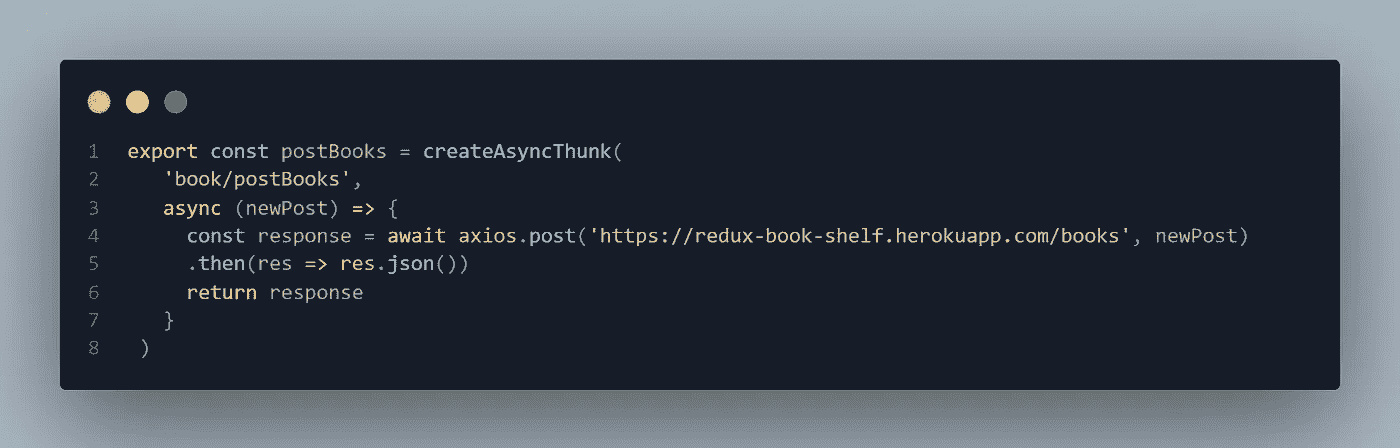 1 export const postBooks = createAsyncThunk(
2 'book/postBooks',
3 async (newPost) => {
4 const response = await axios.post('https://redux-book-shelf.herokuapp.com/books', newPost)
5 .then(res => res.json())
6 return response
7 }
8 )